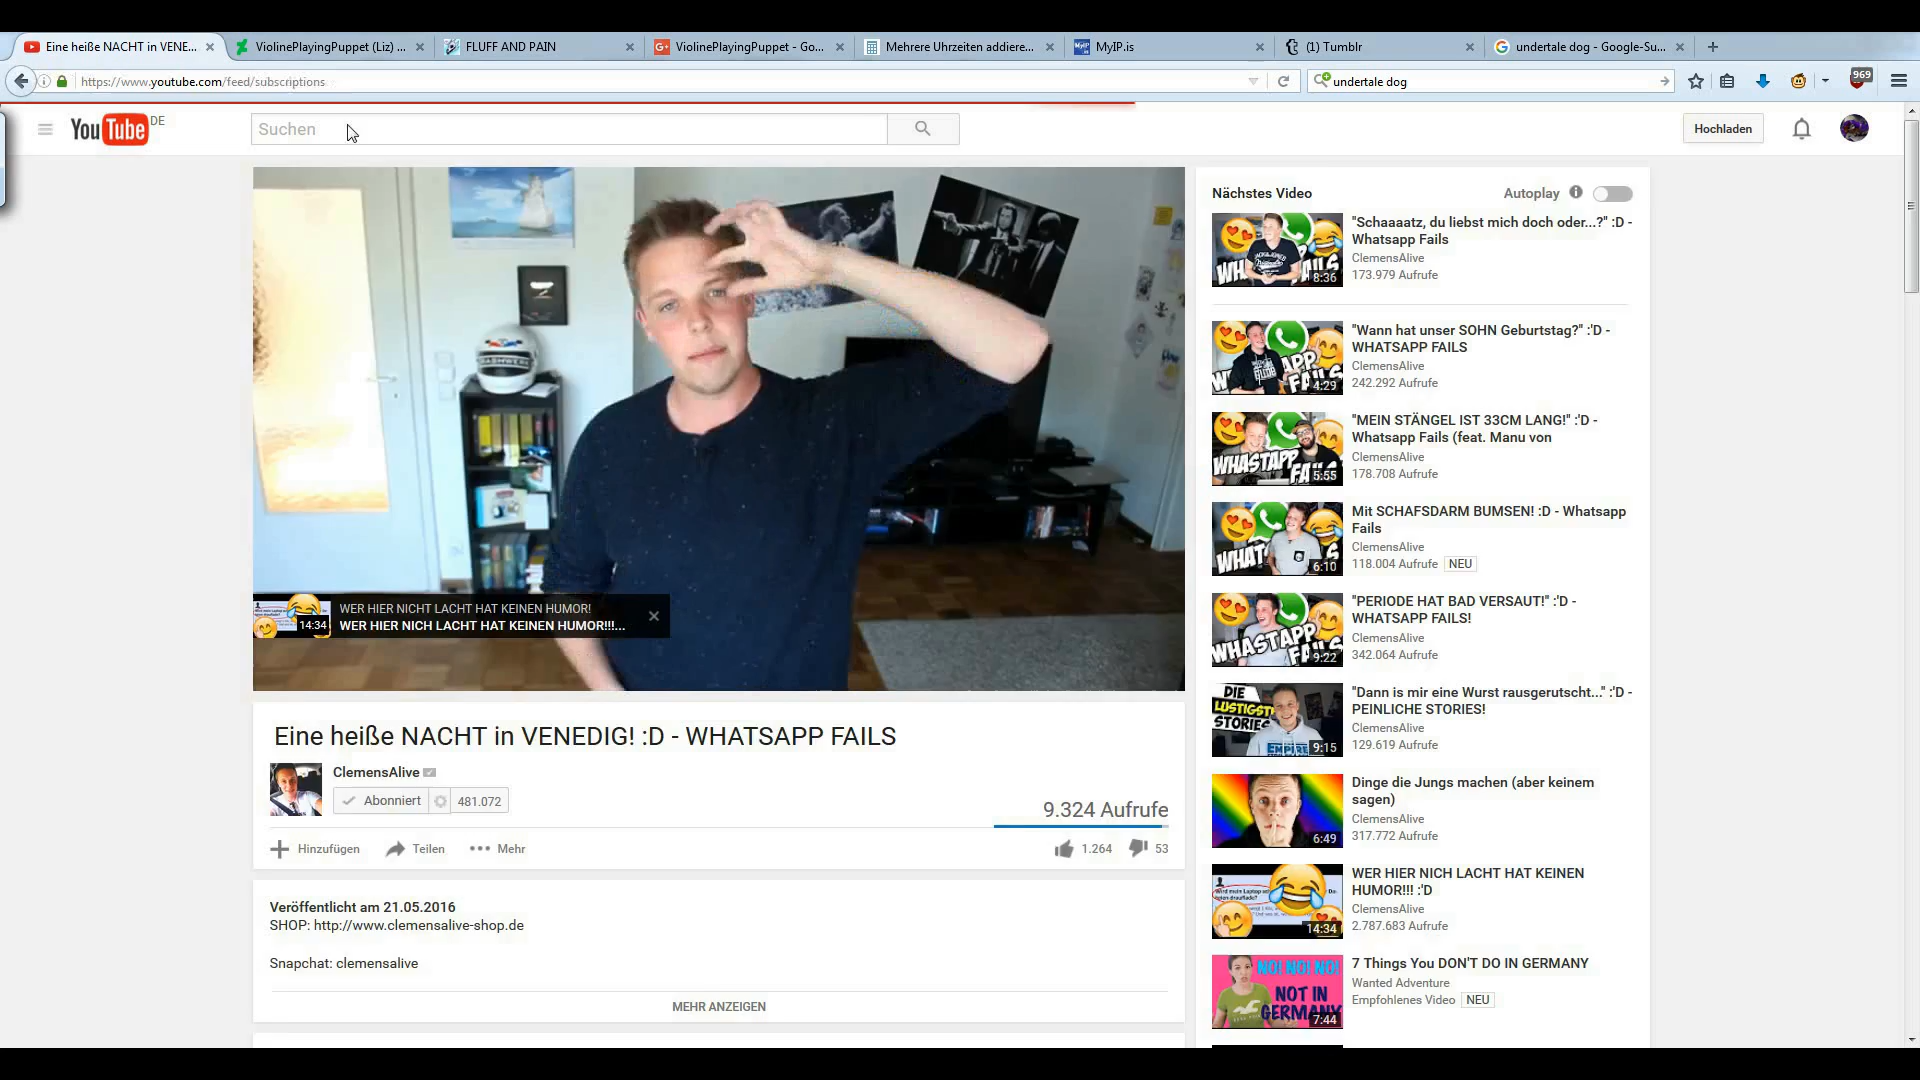 Eine heiße NACHT in VENE...
ViolinePlayingPuppet (Liz) ...
FLUFF AND PAIN
ViolinePlayingPuppet - Go...
Mehrere Uhrzeiten addiere...
MyIP.is
(1) Tumblr
undertale dog - Google-Su...
https://www.youtube.com/feed/subscriptions
undertale dog
969
YouTube DE
Suchen
Hochladen
WER HIER NICHT LACHT HAT KEINEN HUMOR!
WER HIER NICH LACHT HAT KEINEN HUMOR!!!...
14:34
Eine heiße NACHT in VENEDIG! :D - WHATSAPP FAILS
ClemensAlive
Abonniert
481.072
9.324 Aufrufe
Hinzufügen
Teilen
Mehr
1.264
53
Veröffentlicht am 21.05.2016
SHOP: http://www.clemensalive-shop.de
Snapchat: clemensalive
MEHR ANZEIGEN
Nächstes Video
Autoplay
"Schaaaatz, du liebst mich doch oder...?" :D -
Whatsapp Fails
ClemensAlive
173.979 Aufrufe
8:36
"Wann hat unser SOHN Geburtstag?" :'D -
WHATSAPP FAILS
ClemensAlive
242.292 Aufrufe
4:29
"MEIN STÄNGEL IST 33CM LANG!" :'D -
Whatsapp Fails (feat. Manu von
ClemensAlive
178.708 Aufrufe
WHASTAPP
5:55
Mit SCHAFSDARM BUMSEN! :D - Whatsapp
Fails
ClemensAlive
118.004 Aufrufe
NEU
6:10
"PERIODE HAT BAD VERSAUT!" :'D -
WHATSAPP FAILS!
ClemensAlive
342.064 Aufrufe
WHASTAPP
9:22
"Dann is mir eine Wurst rausgerutscht..." :'D -
PEINLICHE STORIES!
ClemensAlive
129.619 Aufrufe
DIE
LUSTIGST
STORIES
9:15
Dinge die Jungs machen (aber keinem
sagen)
ClemensAlive
317.772 Aufrufe
6:49
WER HIER NICH LACHT HAT KEINEN
HUMOR!!! :'D
ClemensAlive
2.787.683 Aufrufe
14:34
7 Things You DON'T DO IN GERMANY
Wanted Adventure
Empfohlenes Video
NEU
NO! NO! NO!
NOT IN
GERMANY
7:44